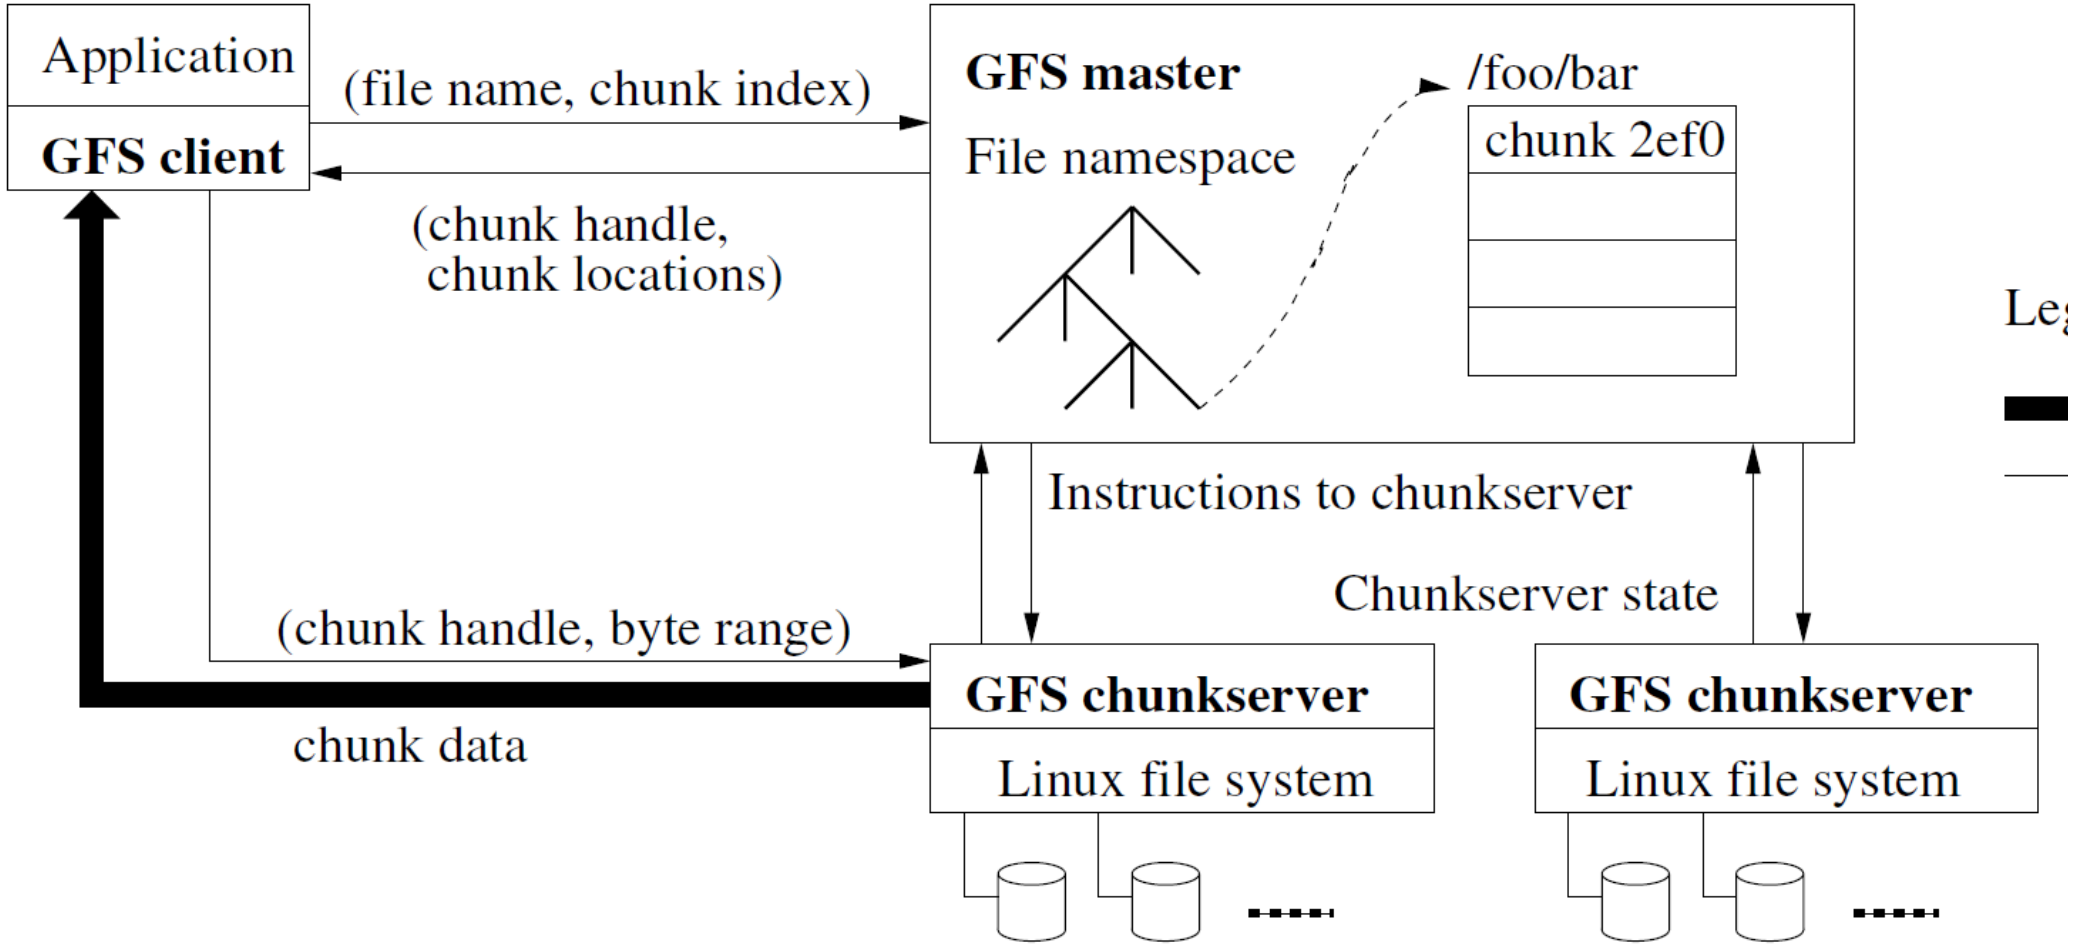 Application
GFS client
(file name, chunk index)
(chunk handle,
chunk locations)
GFS master
File namespace
/foo/bar
chunk 2ef0
Instructions to chunkserver
Chunkserver state
(chunk handle, byte range)
chunk data
GFS chunkserver
Linux file system
GFS chunkserver
Linux file system